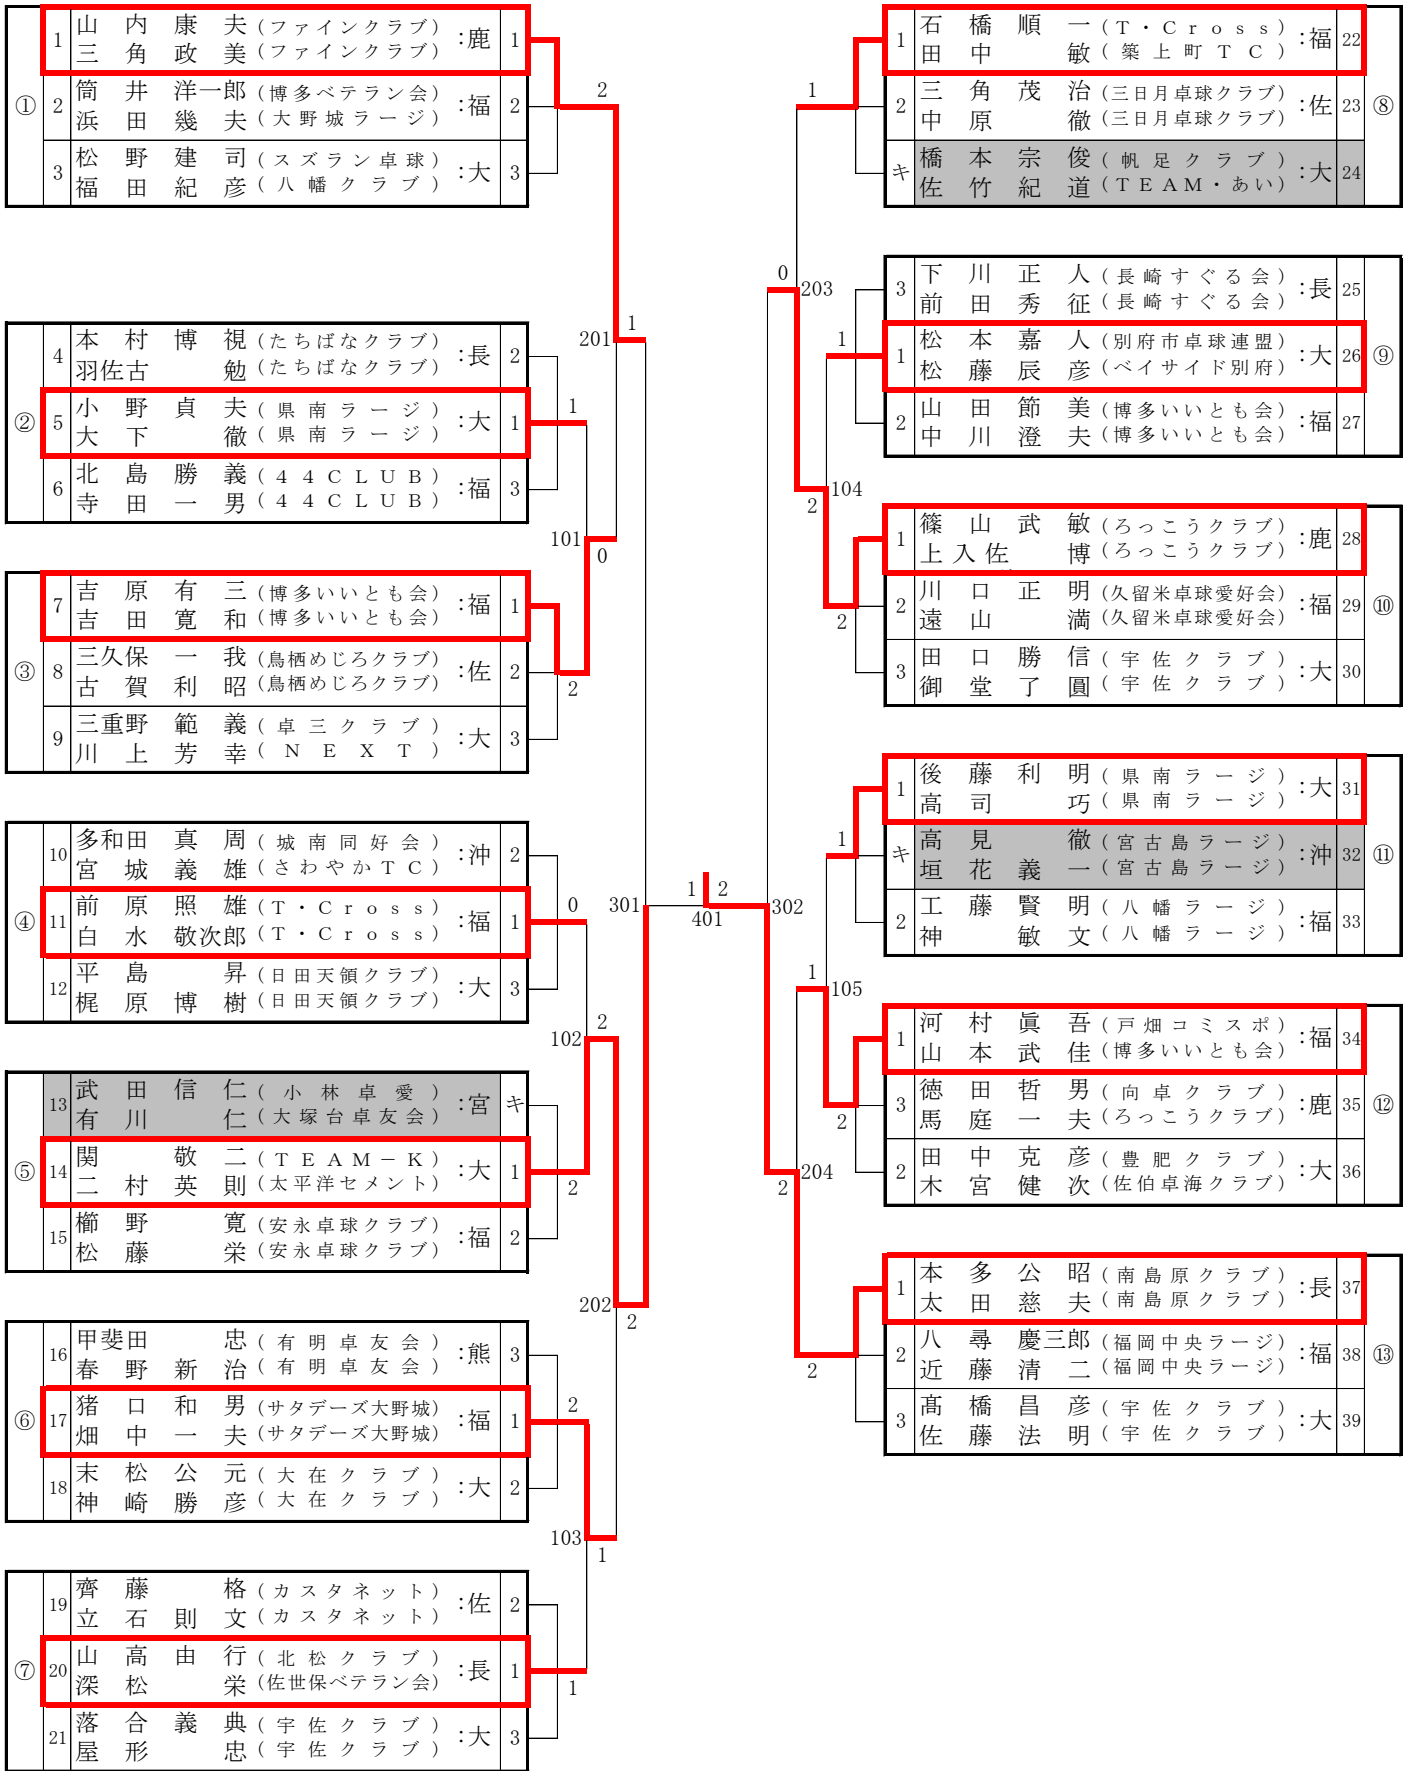 ①
1 山内康夫 (ファインクラブ) :鹿 1
三角政美 (ファインクラブ)
2 筒井洋一郎 (博多ベテラン会) :福 2
浜田幾夫 (大野城ラージ)
3 松野建司 (スズラン卓球) :大 3
福田紀彦 (八幡クラブ)
②
4 本村博視 (たちばなクラブ) :長 2
羽佐古勉 (たちばなクラブ)
5 小野貞夫 (県南ラージ) :大 1
大下徹 (県南ラージ)
6 北島勝義 (44CLUB) :福 3
寺田一男 (44CLUB)
③
7 吉原有三 (博多いいとも会) :福 1
吉田寛和 (博多いいとも会)
8 三久保一我 (鳥栖めじろクラブ) :佐 2
古賀利昭 (鳥栖めじろクラブ)
9 三重野範義 (卓三クラブ) :大 3
川上芳幸 (NEXT)
④
10 多和田真周 (城南同好会) :沖 2
宮城義雄 (さわやかTC)
11 前原照雄 (T・Cross) :福 1
白水敬次郎 (T・Cross)
12 平島昇 (日田天領クラブ) :大 3
梶原博樹 (日田天領クラブ)
⑤
13 武田信仁 (小林卓愛) :宮 キ
有川仁 (大塚台卓友会)
14 関敬二 (TEAM-K) :大 1
二村英則 (太平洋セメント)
15 櫛野寛 (安永卓球クラブ) :福 2
松藤栄 (安永卓球クラブ)
⑥
16 甲斐田忠 (有明卓友会) :熊 3
春野新治 (有明卓友会)
17 猪口和男 (サタデーズ大野城) :福 1
畑中一夫 (サタデーズ大野城)
18 末松公元 (大在クラブ) :大 2
神崎勝彦 (大在クラブ)
⑦
19 齊藤格 (カスタネット) :佐 2
立石則文 (カスタネット)
20 山高由行 (北松クラブ) :長 1
深松栄 (佐世保ベテラン会)
21 落合義典 (宇佐クラブ) :大 3
屋形忠 (宇佐クラブ)
2
201 1
1
101 0
2
0
102 2
2
202 2
2
103 1
1
301
1 2
401
302
1
0 203
1
104
2
2
1
1 105
2
204
2
2
⑧
1 石橋順一 (T・Cross) :福 22
田中敏 (築上町TC)
2 三角茂治 (三日月卓球クラブ) :佐 23
中原徹 (三日月卓球クラブ)
キ 橋本宗俊 (帆足クラブ) :大 24
佐竹紀道 (TEAM・あい)
⑨
3 下川正人 (長崎すぐる会) :長 25
前田秀征 (長崎すぐる会)
1 松本嘉人 (別府市卓球連盟) :大 26
松藤辰彦 (ベイサイド別府)
2 山田節美 (博多いいとも会) :福 27
中川澄夫 (博多いいとも会)
⑩
1 篠山武敏 (ろっこうクラブ) :鹿 28
上入佐博 (ろっこうクラブ)
2 川口正明 (久留米卓球愛好会) :福 29
遠山満 (久留米卓球愛好会)
3 田口勝信 (宇佐クラブ) :大 30
御堂了圓 (宇佐クラブ)
⑪
1 後藤利明 (県南ラージ) :大 31
高司巧 (県南ラージ)
キ 高見徹 (宮古島ラージ) :沖 32
垣花義一 (宮古島ラージ)
2 工藤賢明 (八幡ラージ) :福 33
神敏文 (八幡ラージ)
⑫
1 河村眞吾 (戸畑コミスポ) :福 34
山本武佳 (博多いいとも会)
3 徳田哲男 (向卓クラブ) :鹿 35
馬庭一夫 (ろっこうクラブ)
2 田中克彦 (豊肥クラブ) :大 36
木宮健次 (佐伯卓海クラブ)
⑬
1 本多公昭 (南島原クラブ) :長 37
太田慈夫 (南島原クラブ)
2 八尋慶三郎 (福岡中央ラージ) :福 38
近藤清二 (福岡中央ラージ)
3 髙橋昌彦 (宇佐クラブ) :大 39
佐藤法明 (宇佐クラブ)